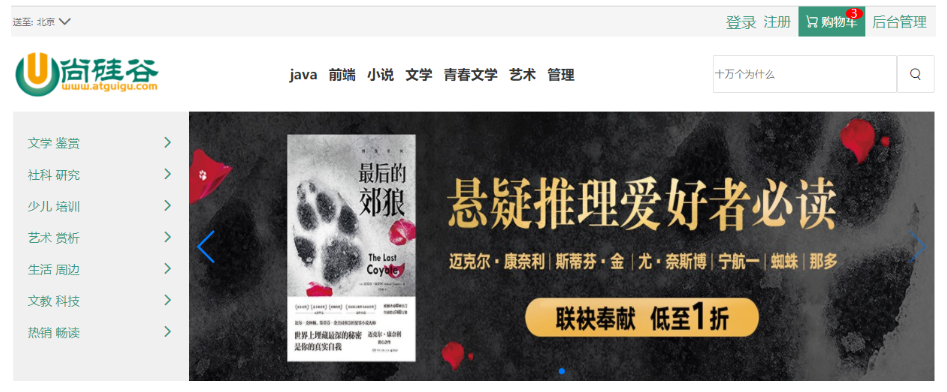 送至: 北京
登录 注册 购物车 3 后台管理
尚硅谷
www.atguigu.com
java 前端 小说 文学 青春文学 艺术 管理
十万个为什么
文学 鉴赏
社科 研究
少儿 培训
艺术 赏析
生活 周边
文教 科技
热销 畅读
最后的
郊狼
The Last
Coyote
世界上埋藏最深的秘密
是你的真实自我
迈克尔·康奈利
悬疑推理爱好者必读
迈克尔·康奈利|斯蒂芬·金|尤·奈斯博|宁航一|蜘蛛|那多
联袂奉献 低至1折